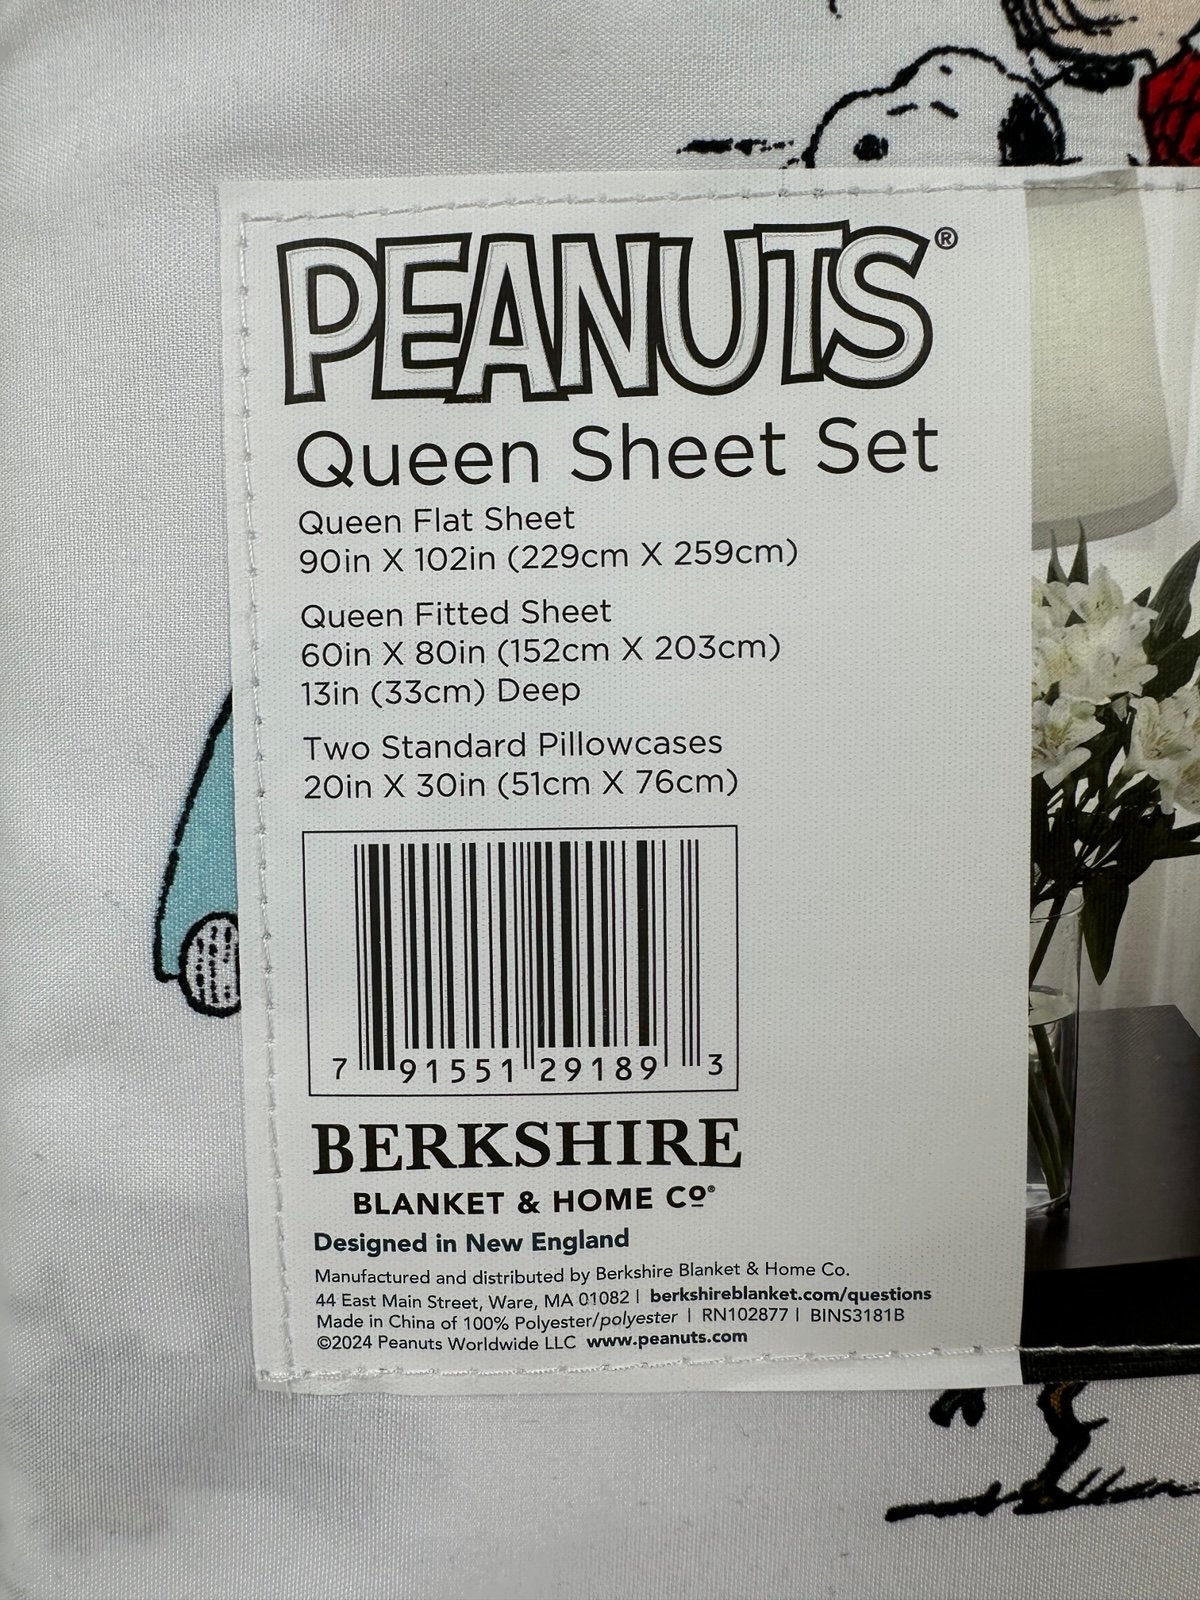 PEANUTS®
Queen Sheet Set
Queen Flat Sheet
90in X 102in (229cm X 259cm)
Queen Fitted Sheet
60in X 80in (152cm X 203cm)
13in (33cm) Deep
Two Standard Pillowcases
20in X 30in (51cm X 76cm)
7 91551 29189 3
BERKSHIRE
BLANKET & HOME Cº®
Designed in New England
Manufactured and distributed by Berkshire Blanket & Home Co.
44 East Main Street, Ware, MA 01082 | berkshireblanket.com/questions
Made in China of 100% Polyester/polyester | RN102877 | BINS3181B
©2024 Peanuts Worldwide LLC www.peanuts.com